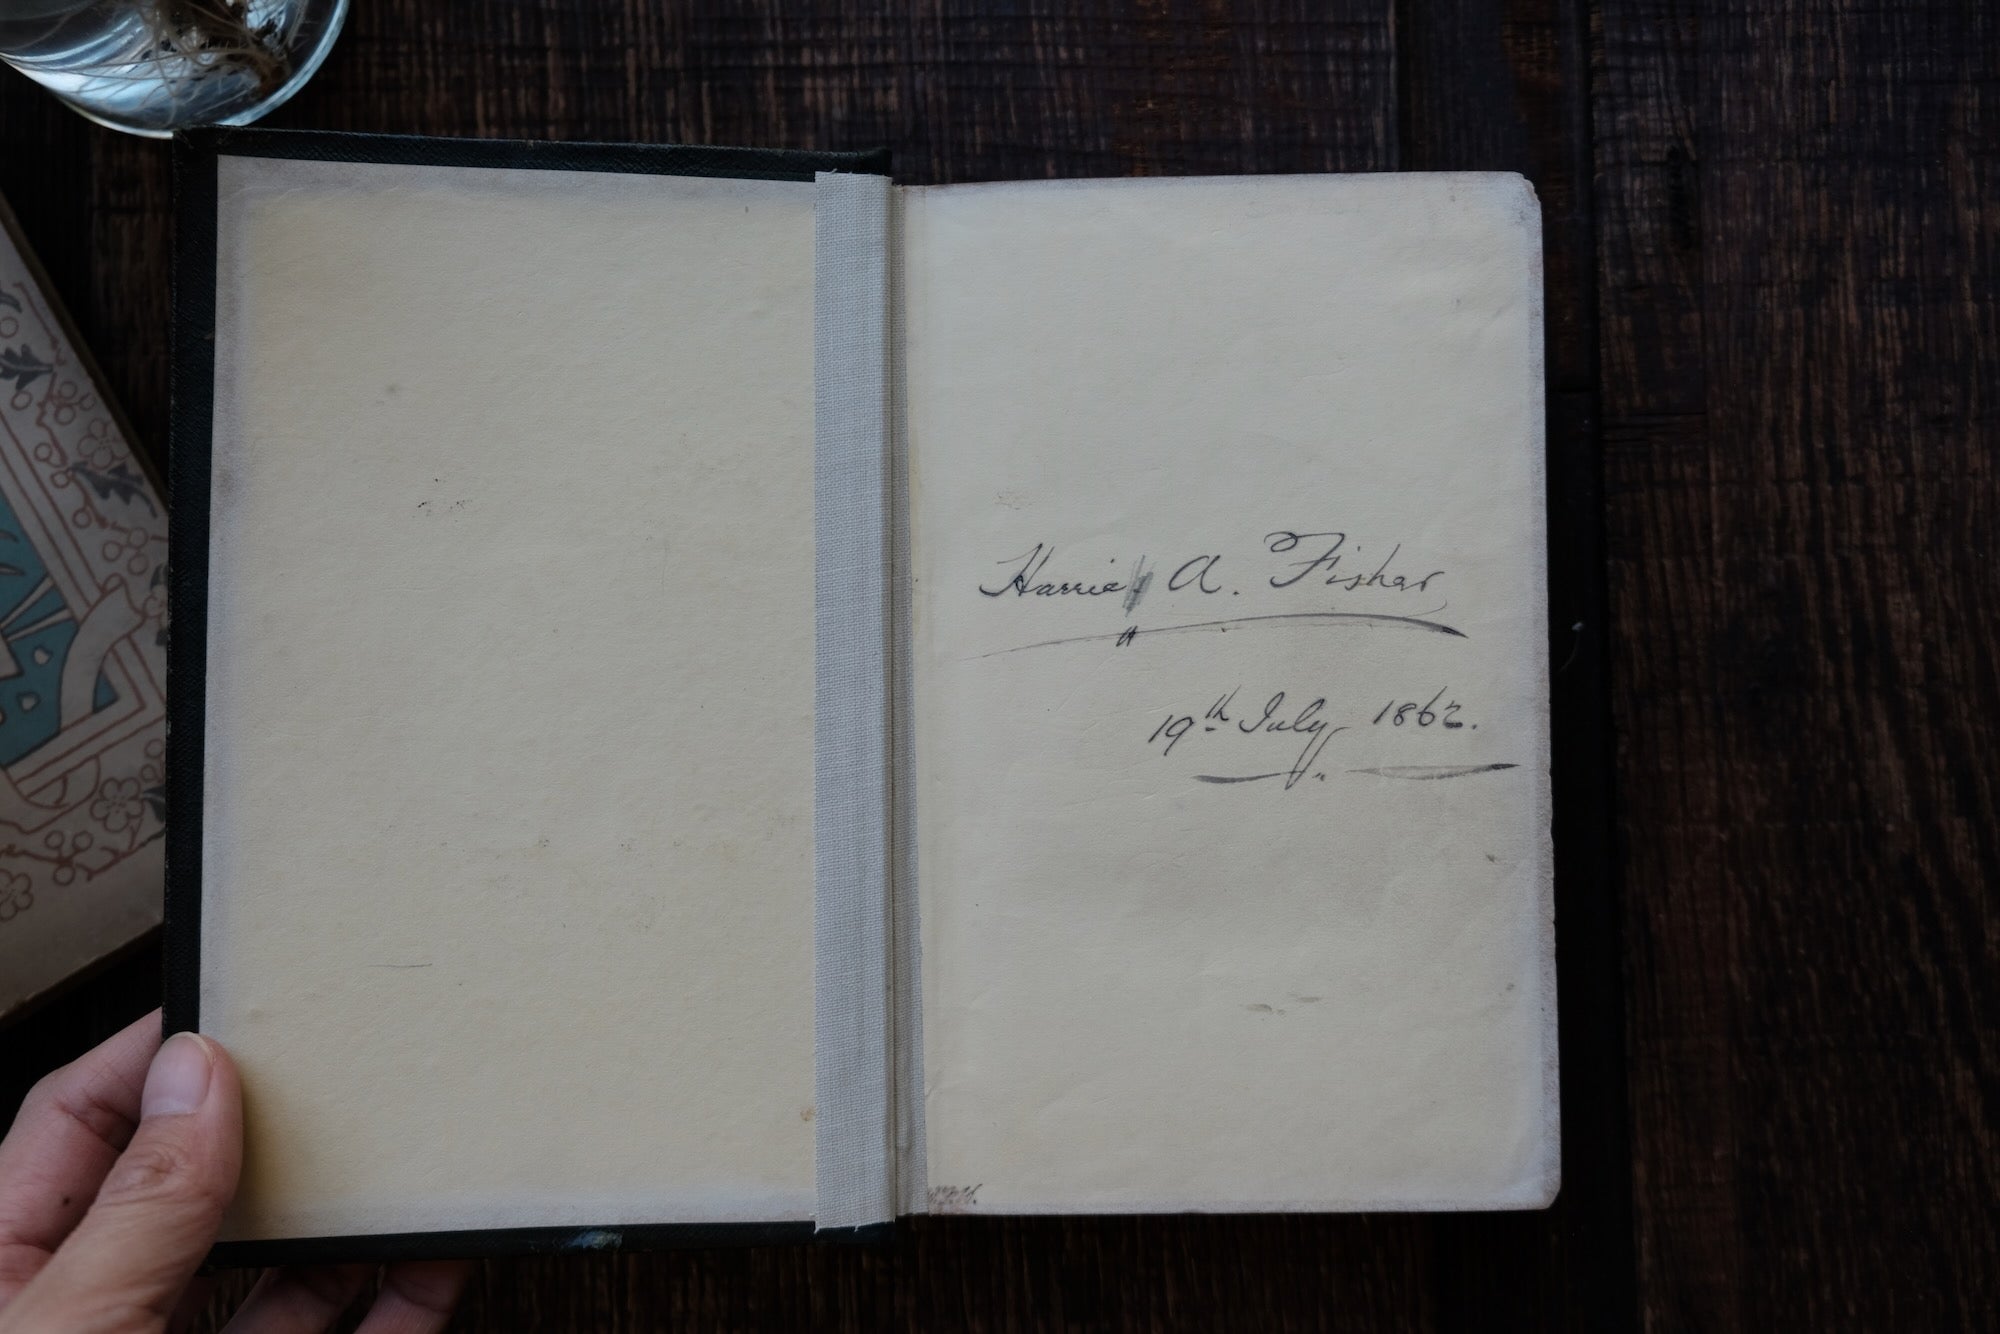 Harriet A. Fisher
19th July 1862.